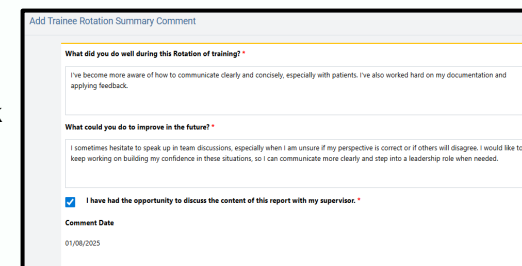 Add Trainee Rotation Summary Comment
What did you do well during this Rotation of training? *
I've become more aware of how to communicate clearly and concisely, especially with patients. I've also worked hard on my documentation and
applying feedback.
What could you do to improve in the future? *
I sometimes hesitate to speak up in team discussions, especially when I am unsure if my perspective is correct or if others will disagree. I would like to
keep working on building my confidence in these situations, so I can communicate more clearly and step into a leadership role when needed.
I have had the opportunity to discuss the content of this report with my supervisor. *
Comment Date
01/08/2025